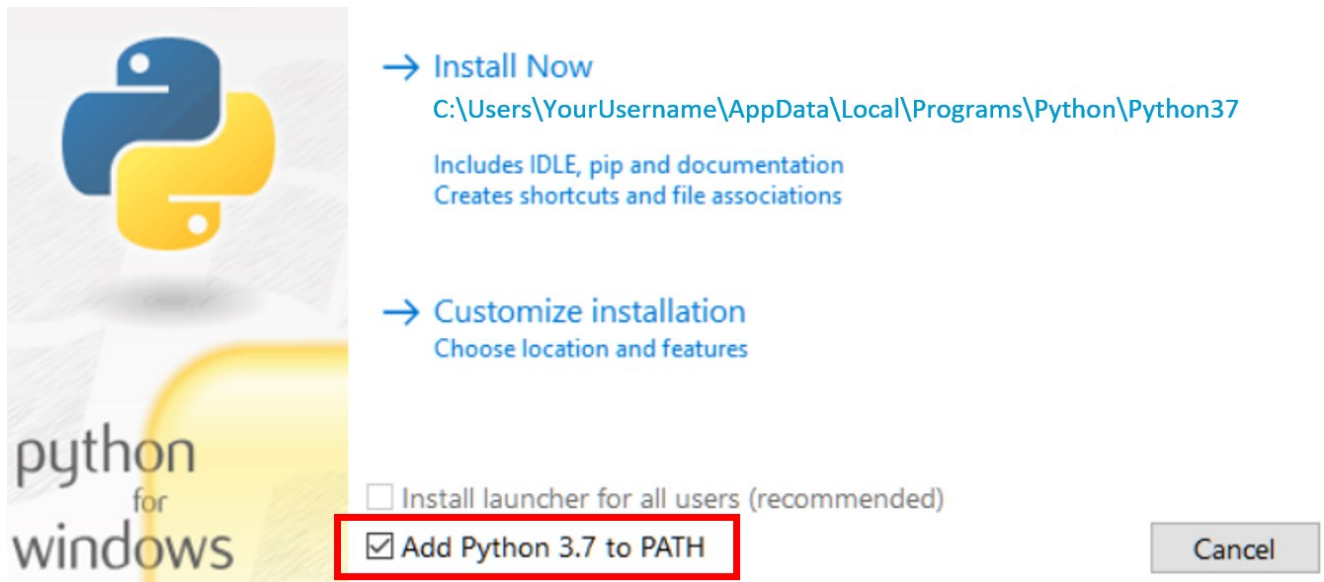 Install Now
C:\Users\YourUsername\AppData\Local\Programs\Python\Python37
Includes IDLE, pip and documentation
Creates shortcuts and file associations
Customize installation
Choose location and features
python
for
windows
Install launcher for all users (recommended)
Add Python 3.7 to PATH
Cancel